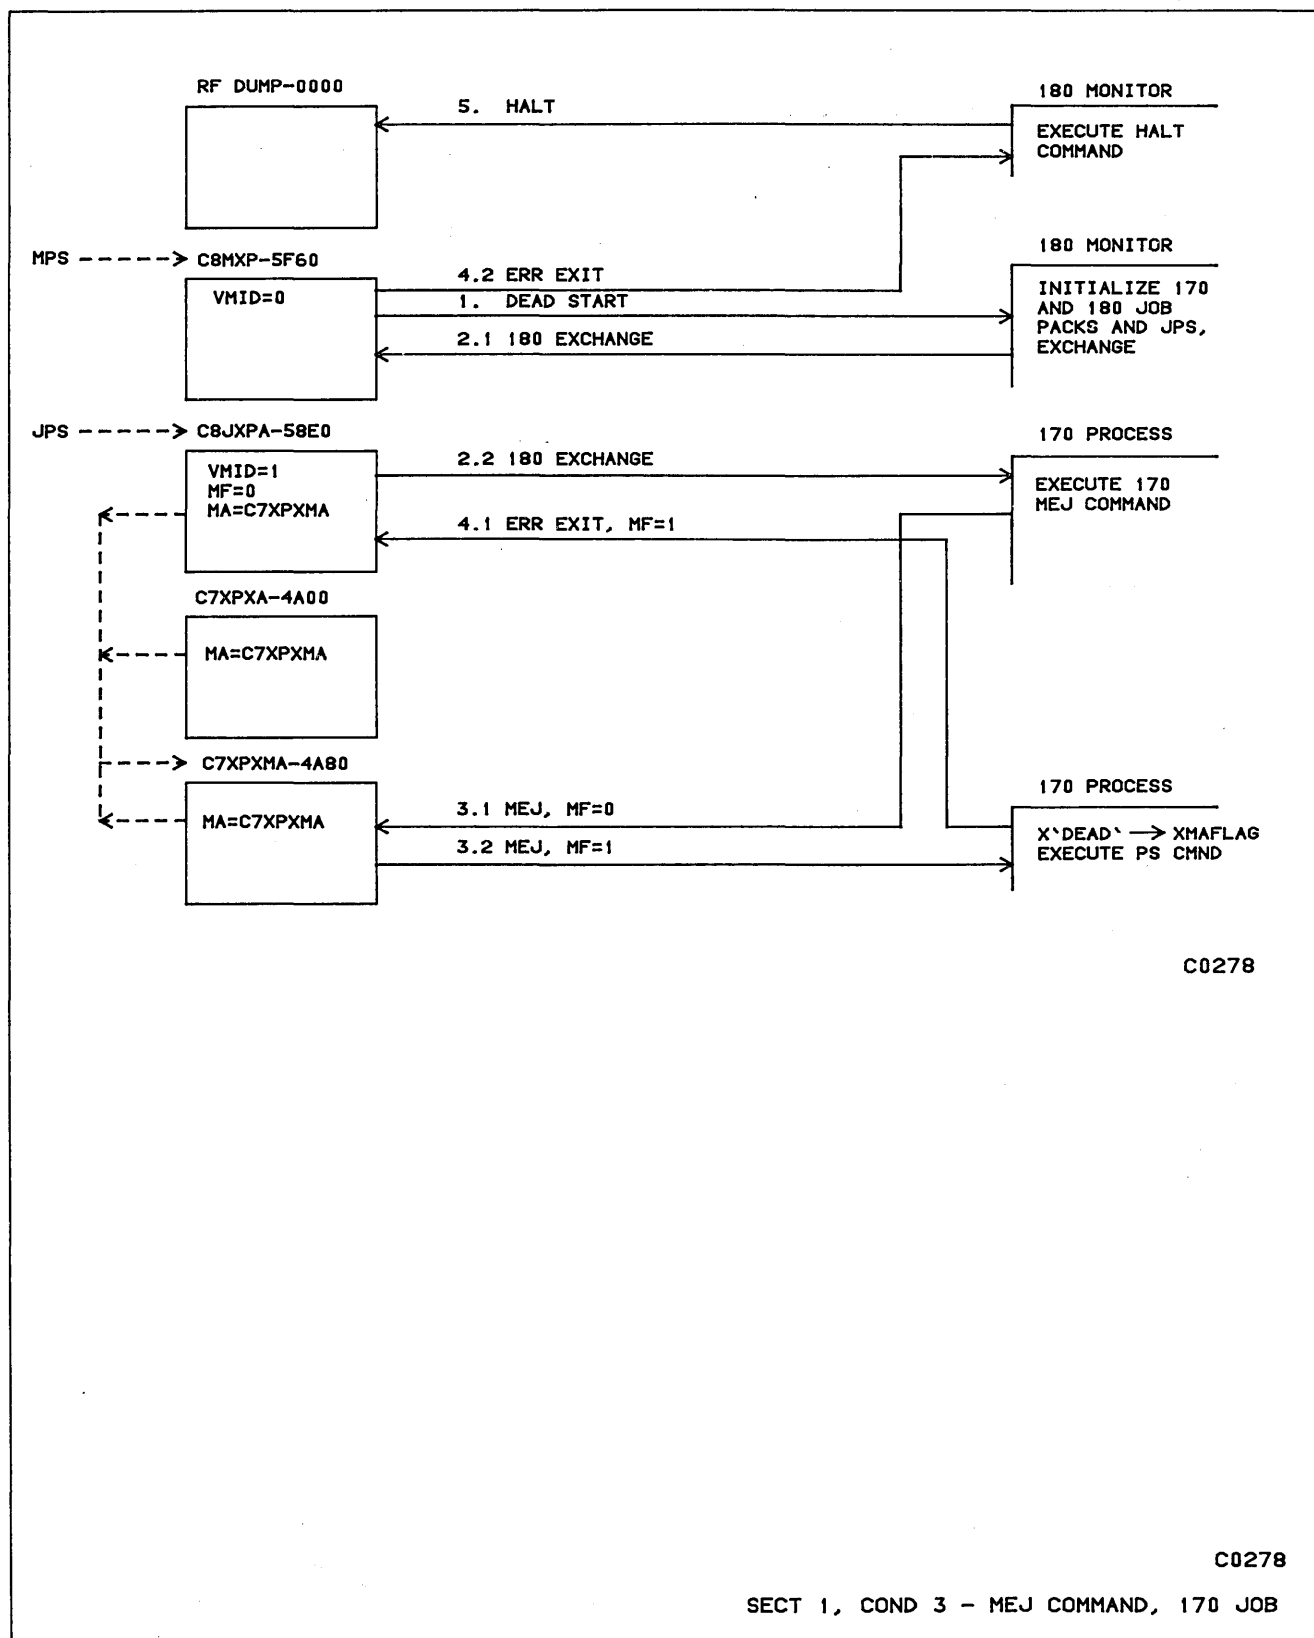 RF DUMP-0000
5. HALT
180 MONITOR
EXECUTE HALT
COMMAND
MPS -----> C8MXP-5F60
VMID=0
4.2 ERR EXIT
1. DEAD START
2.1 180 EXCHANGE
180 MONITOR
INITIALIZE 170
AND 180 JOB
PACKS AND JPS,
EXCHANGE
JPS -----> C8JXPA-58E0
VMID=1
MF=0
MA=C7XPXMA
2.2 180 EXCHANGE
4.1 ERR EXIT, MF=1
170 PROCESS
EXECUTE 170
MEJ COMMAND
C7XPXA-4A00
MA=C7XPXMA
C7XPXMA-4A80
MA=C7XPXMA
3.1 MEJ, MF=0
3.2 MEJ, MF=1
170 PROCESS
X`DEAD` → XMAFLAG
EXECUTE PS CMND
C0278
C0278
SECT 1, COND 3 - MEJ COMMAND, 170 JOB